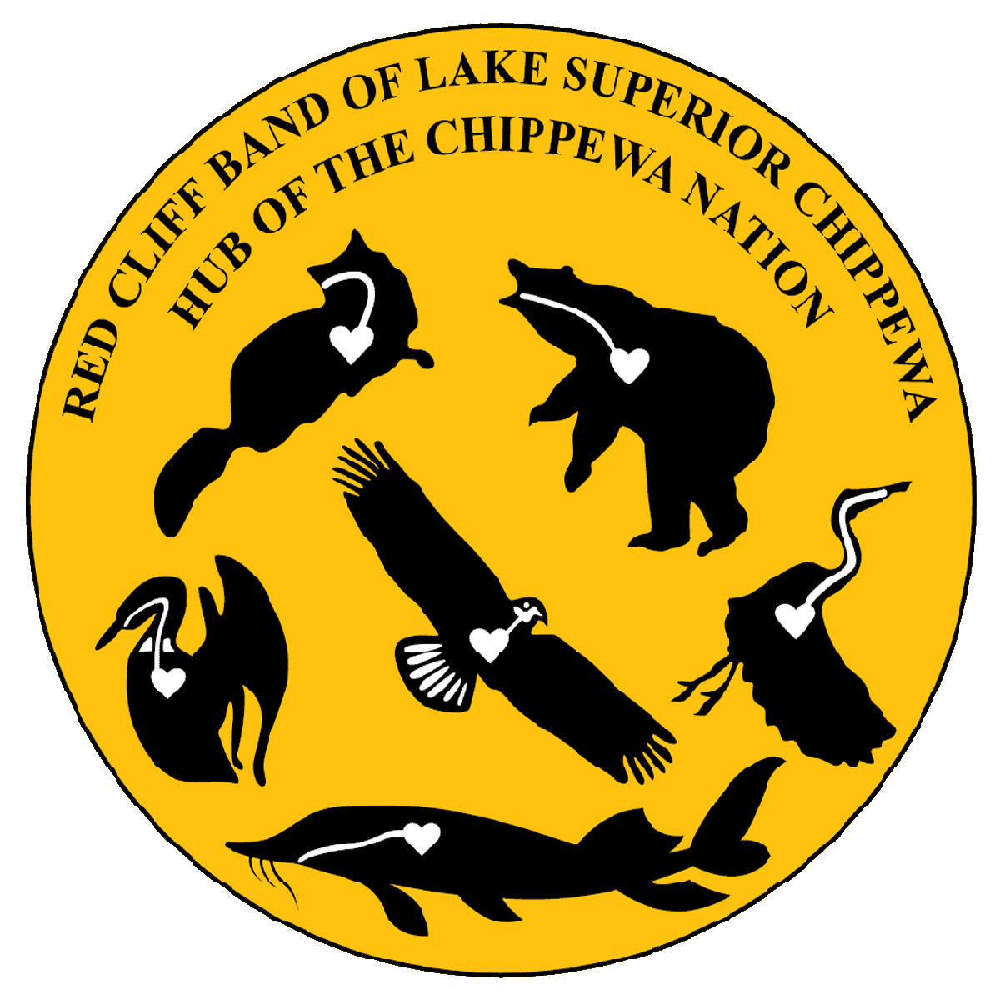 RED CLIFF BAND OF LAKE SUPERIOR CHIPPEWA
HUB OF THE CHIPPEWA NATION